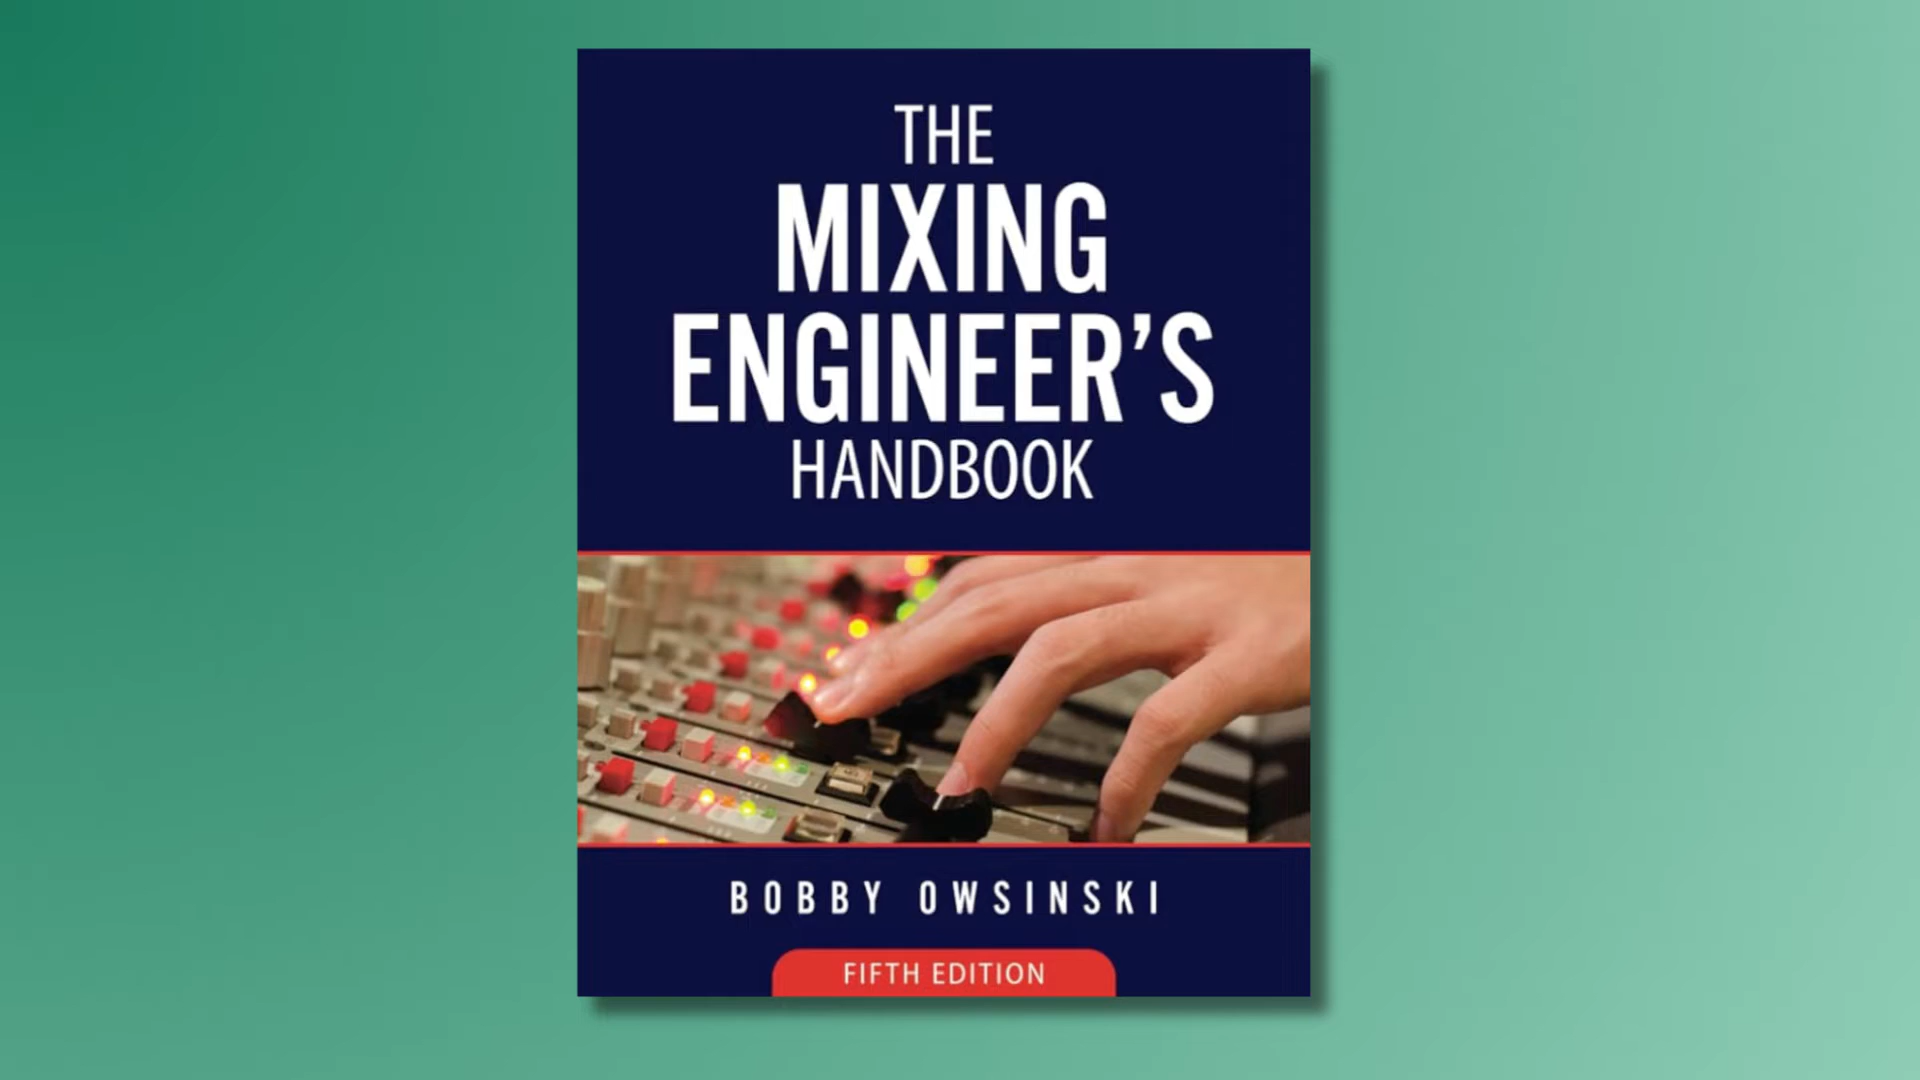 THE
MIXING
ENGINEER’S
HANDBOOK
BOBBY OWSINSKI
FIFTH EDITION